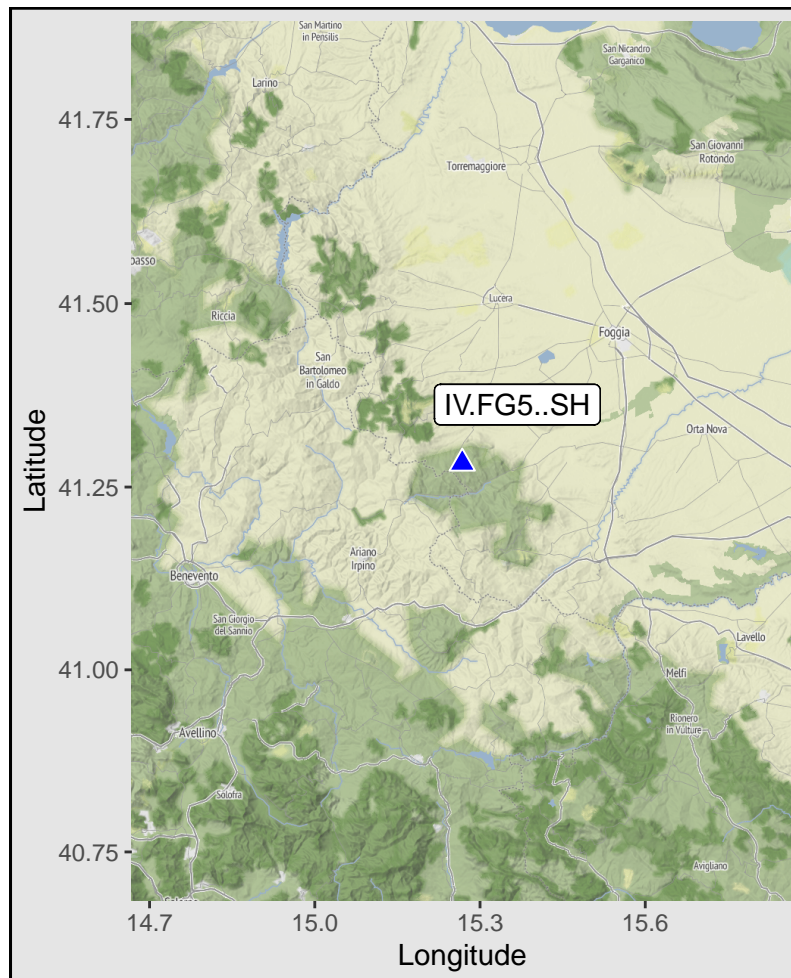 San Martino
in Pensilis
San Nicandro
Garganico
Larino
41.75
San Giovanni
Rotondo
Torremaggiore
basso
41.50
Lucera
Riccia
Foggia
San
Bartolomeo
in Galdo
IV.FG5..SH
Orta Nova
Latitude
41.25
Ariano
Irpino
Benevento
San Giorgio
del Sannio
Lavello
41.00
Melfi
Rionero
in Vulture
Avellino
Solofra
40.75
Avigliano
Salerno
14.7
15.0
15.3
15.6
Longitude